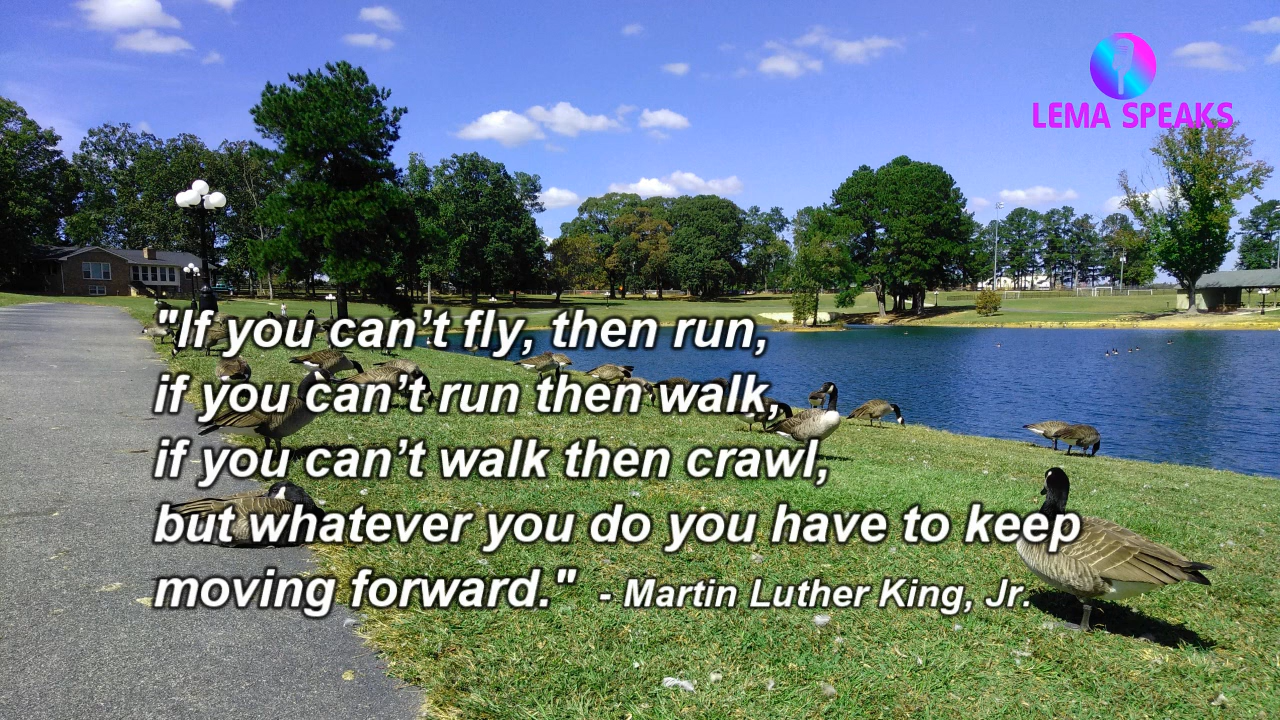 LEMA SPEAKS
"If you can’t fly, then run,
if you can’t run then walk,
if you can’t walk then crawl,
but whatever you do you have to keep
moving forward." - Martin Luther King, Jr.